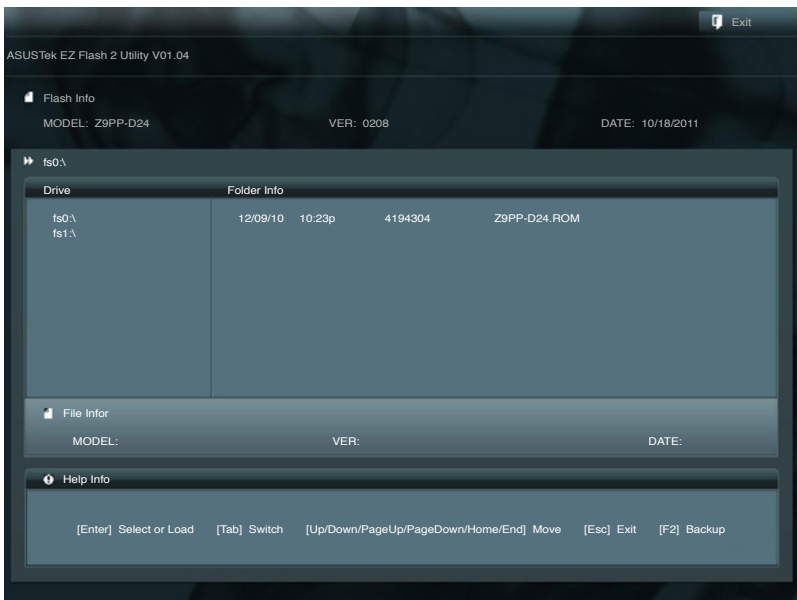 Exit
ASUSTek EZ Flash 2 Utility V01.04
Flash Info
MODEL: Z9PP-D24 VER: 0208 DATE: 10/18/2011
fs0:\
Drive Folder Info
fs0:\ 12/09/10 10:23p 4194304 Z9PP-D24.ROM
fs1:\
File Infor
MODEL: VER: DATE:
Help Info
[Enter] Select or Load [Tab] Switch [Up/Down/PageUp/PageDown/Home/End] Move [Esc] Exit [F2] Backup